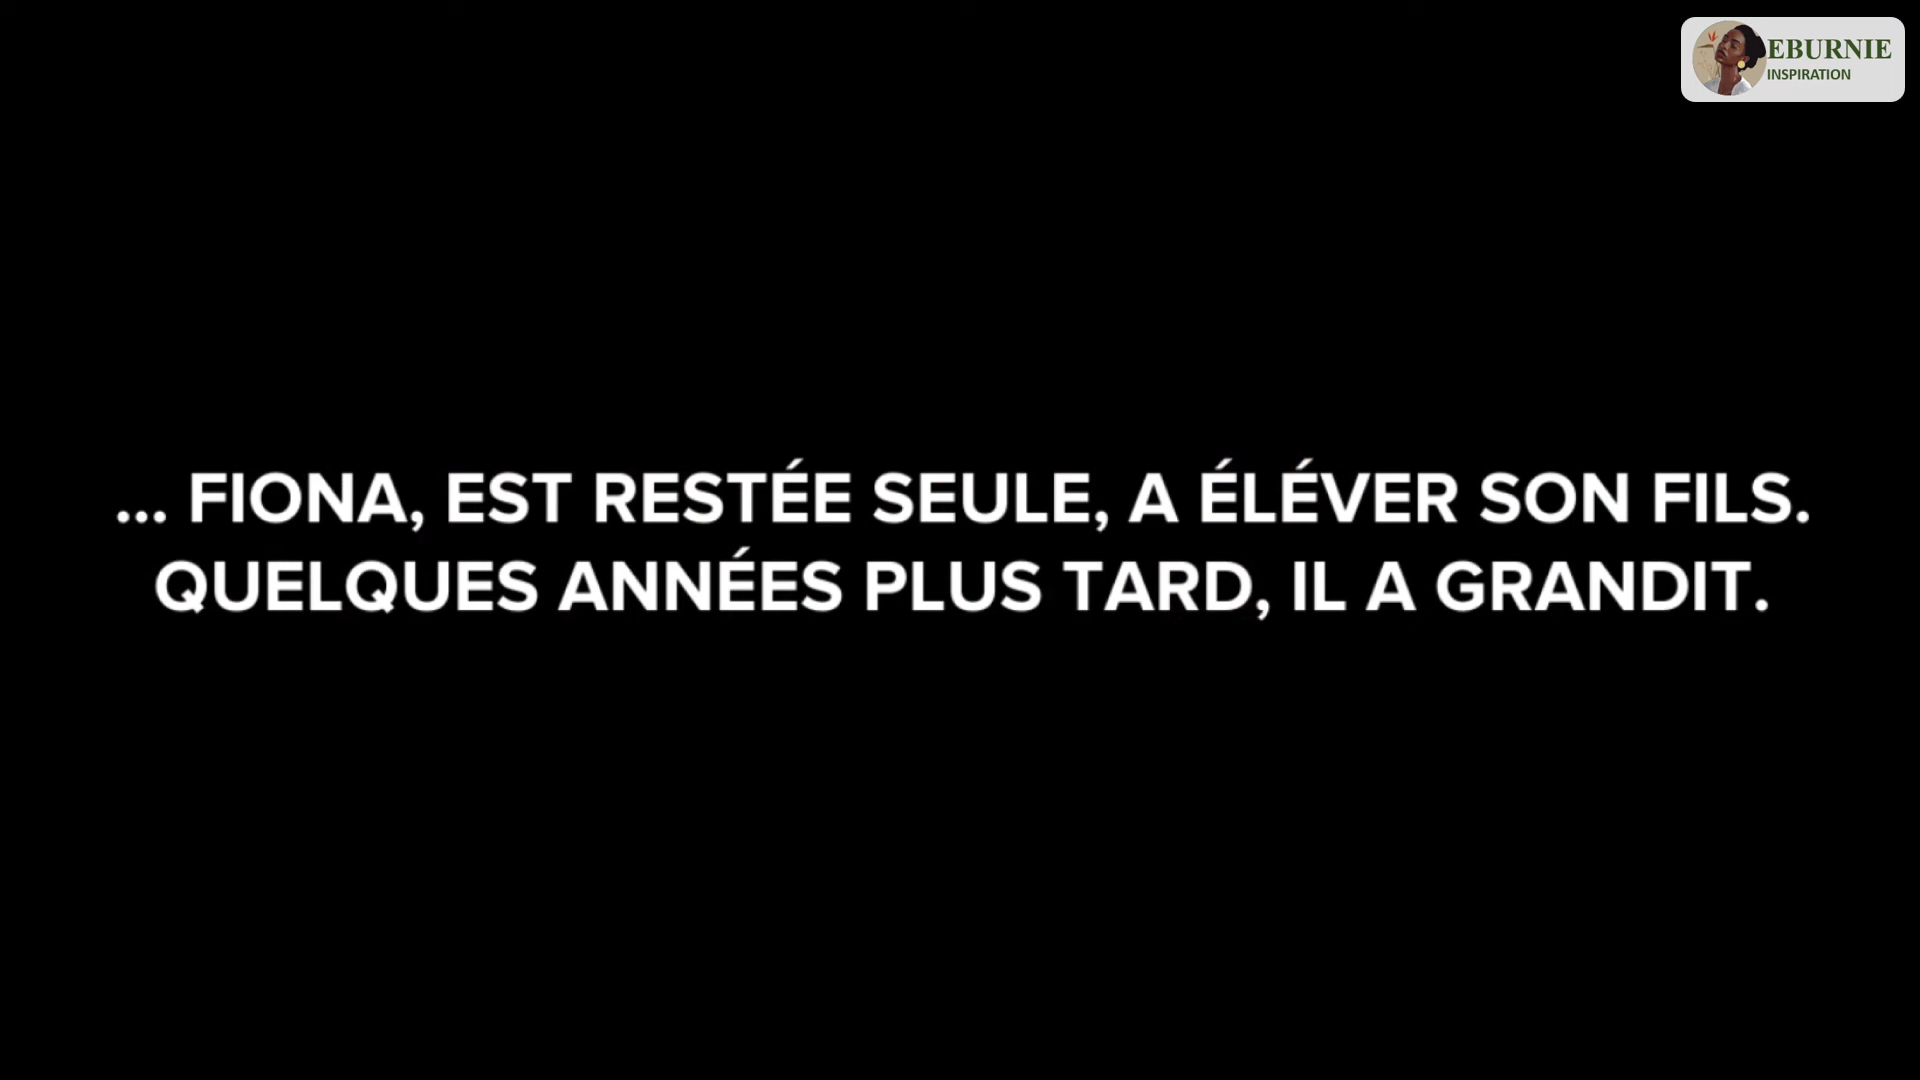 EBURNIE
INSPIRATION
... FIONA, EST RESTÉE SEULE, A ÉLÉVER SON FILS.
QUELQUES ANNÉES PLUS TARD, IL A GRANDIT.